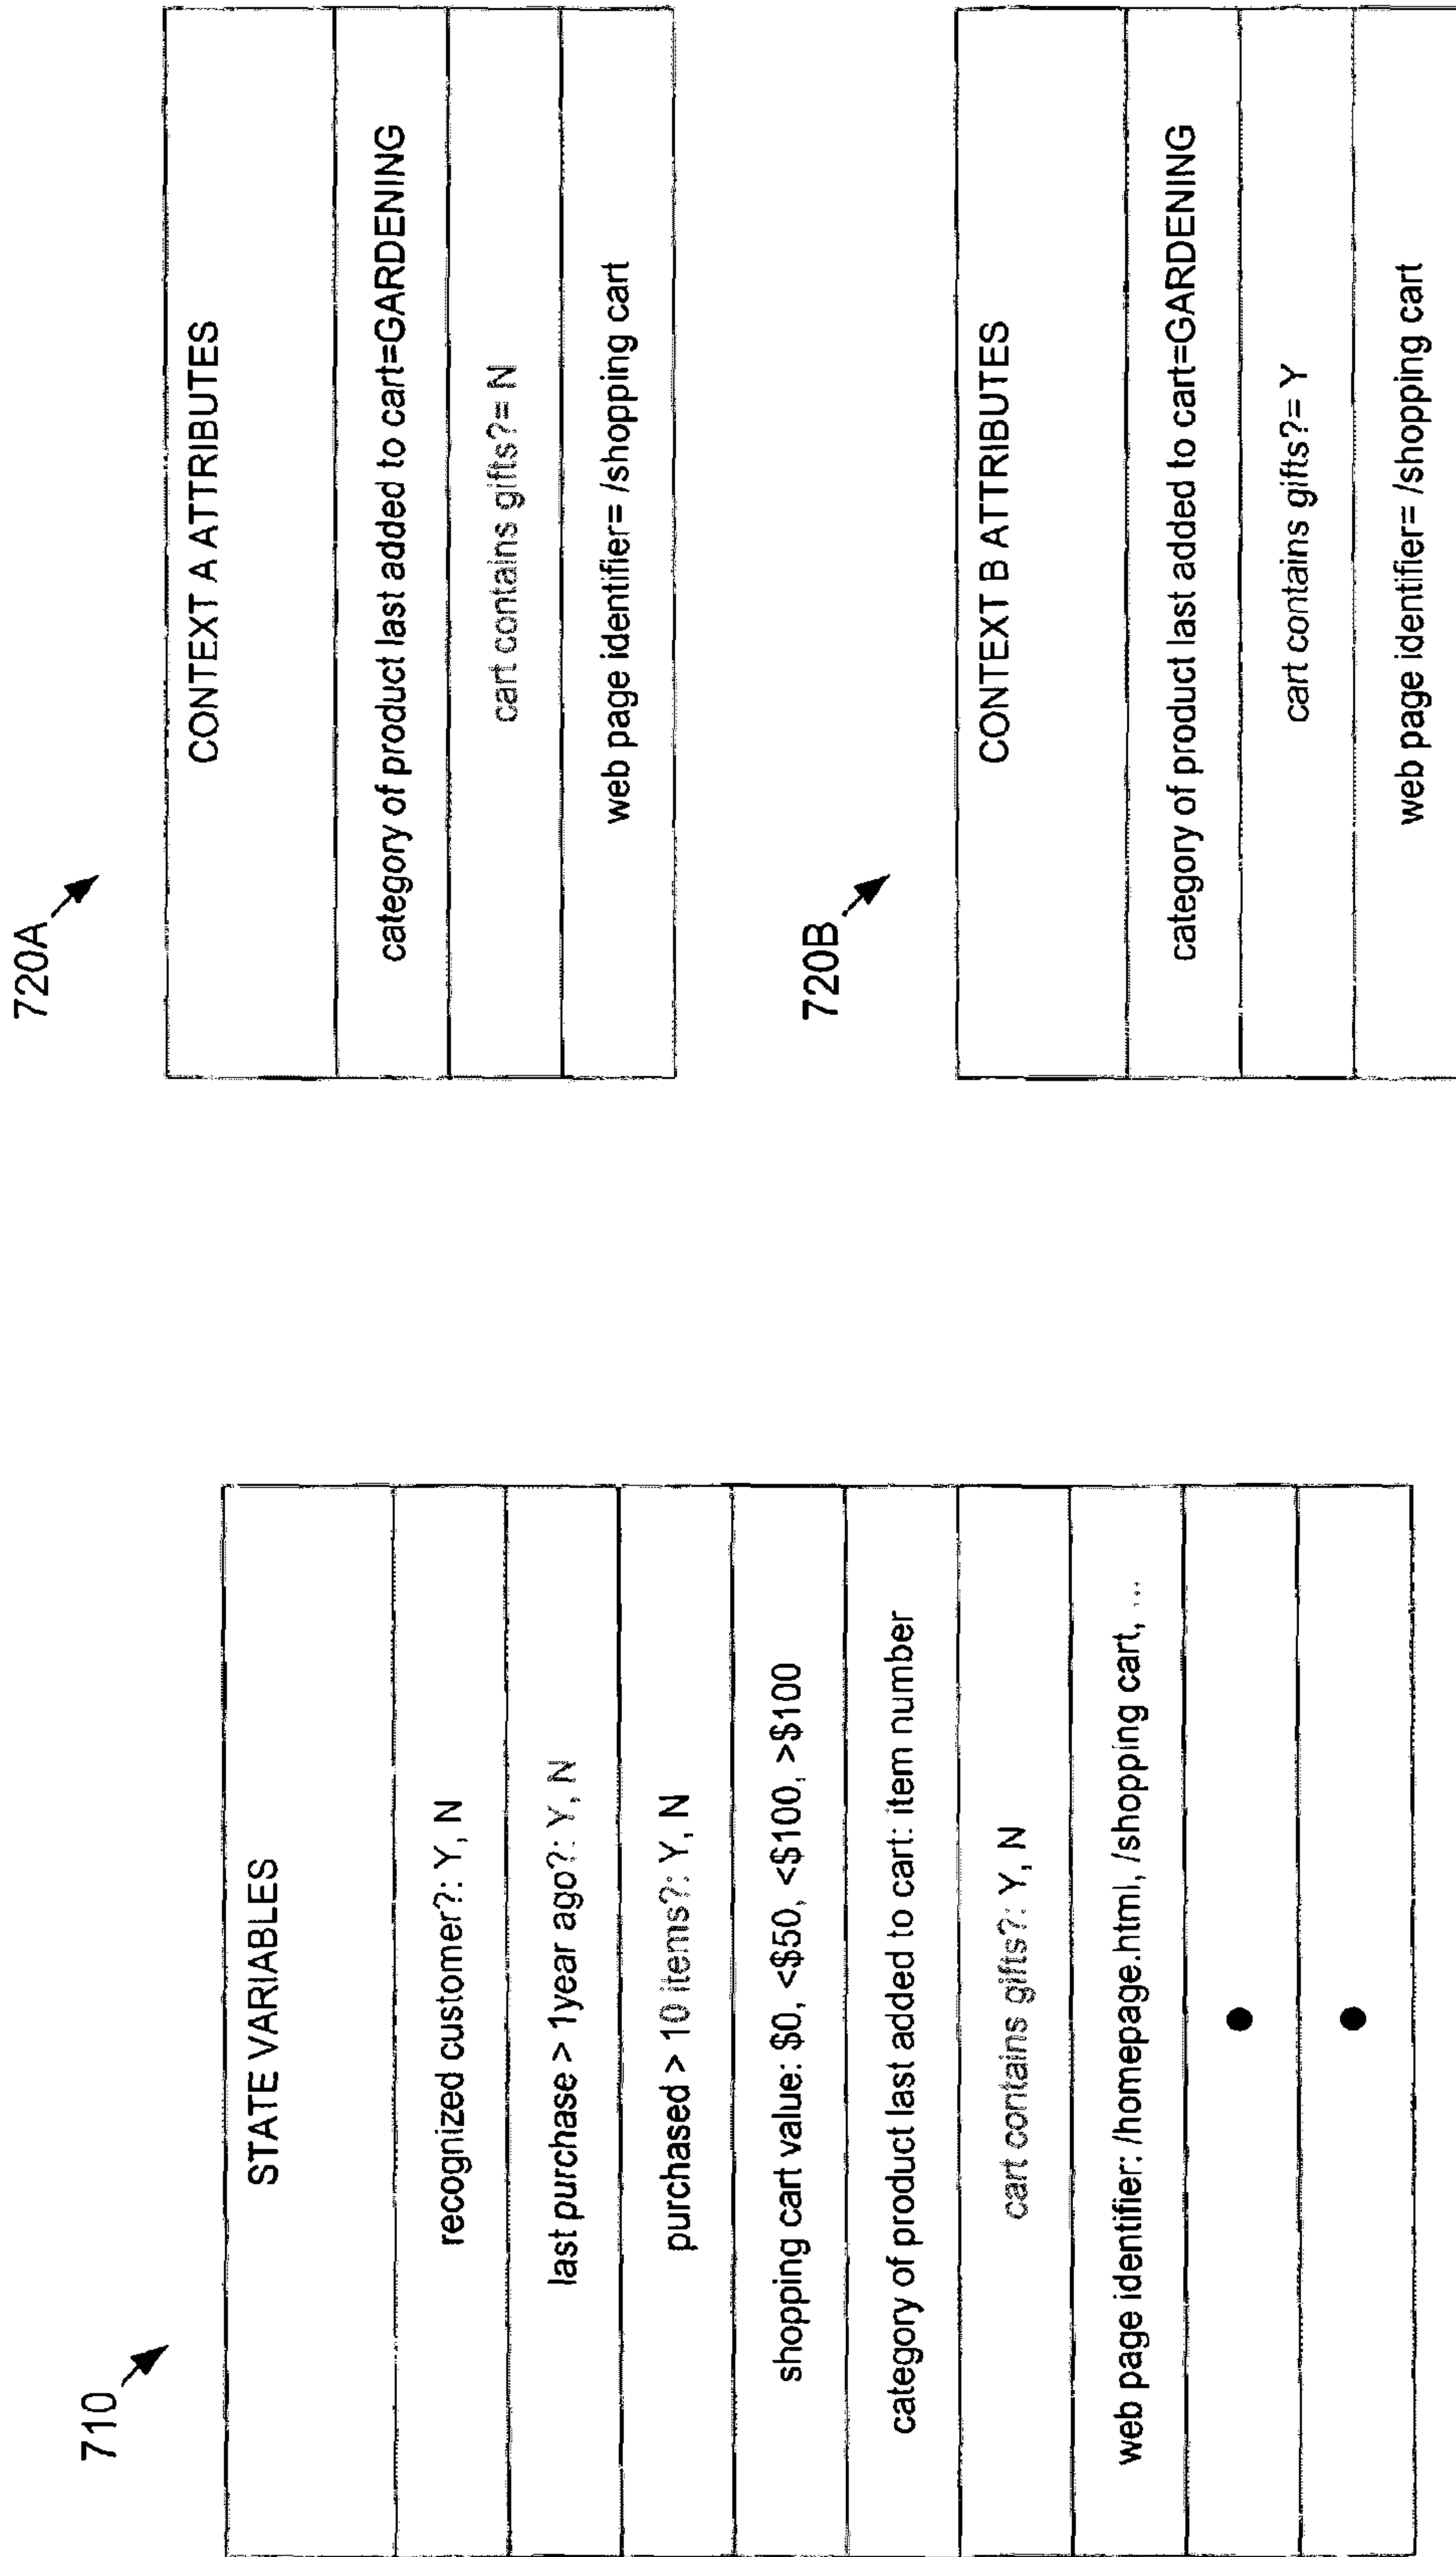 710
STATE VARIABLES
recognized customer?: Y, N
last purchase > 1year ago?: Y, N
purchased > 10 items?: Y, N
shopping cart value: $0, <$50, <$100, >$100
category of product last added to cart: item number
cart contains gifts?: Y, N
web page identifier: /homepage.html, /shopping cart, ...
720A
CONTEXT A ATTRIBUTES
category of product last added to cart=GARDENING
cart contains gifts?= N
web page identifier= /shopping cart
720B
CONTEXT B ATTRIBUTES
category of product last added to cart=GARDENING
cart contains gifts?= Y
web page identifier= /shopping cart